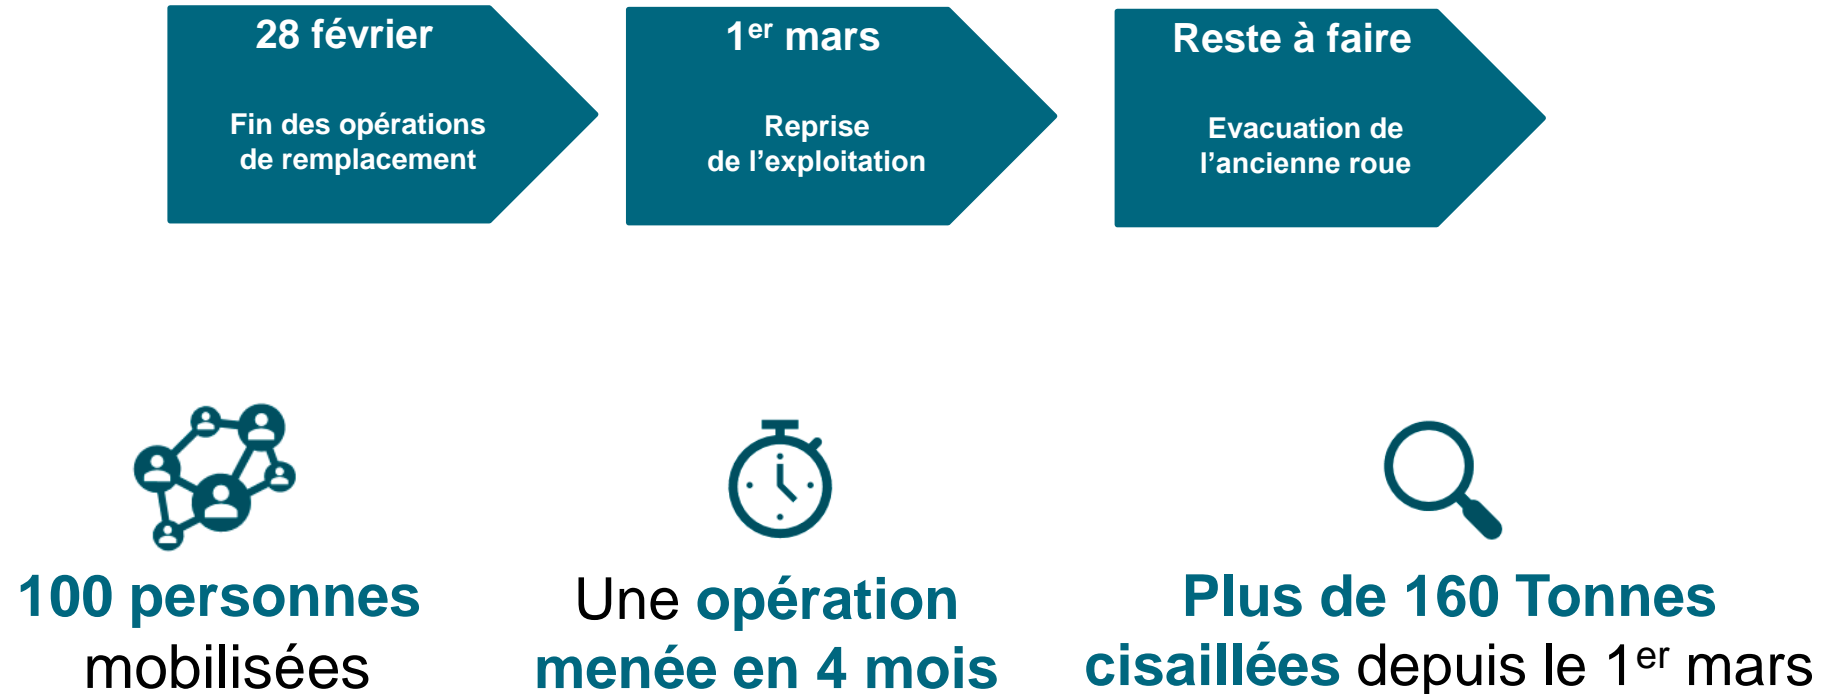 28 février
Fin des opérations
de remplacement
1er mars
Reprise
de l’exploitation
Reste à faire
Evacuation de
l’ancienne roue
100 personnes
mobilisées
Une opération
menée en 4 mois
Plus de 160 Tonnes
cisaillées depuis le 1er mars